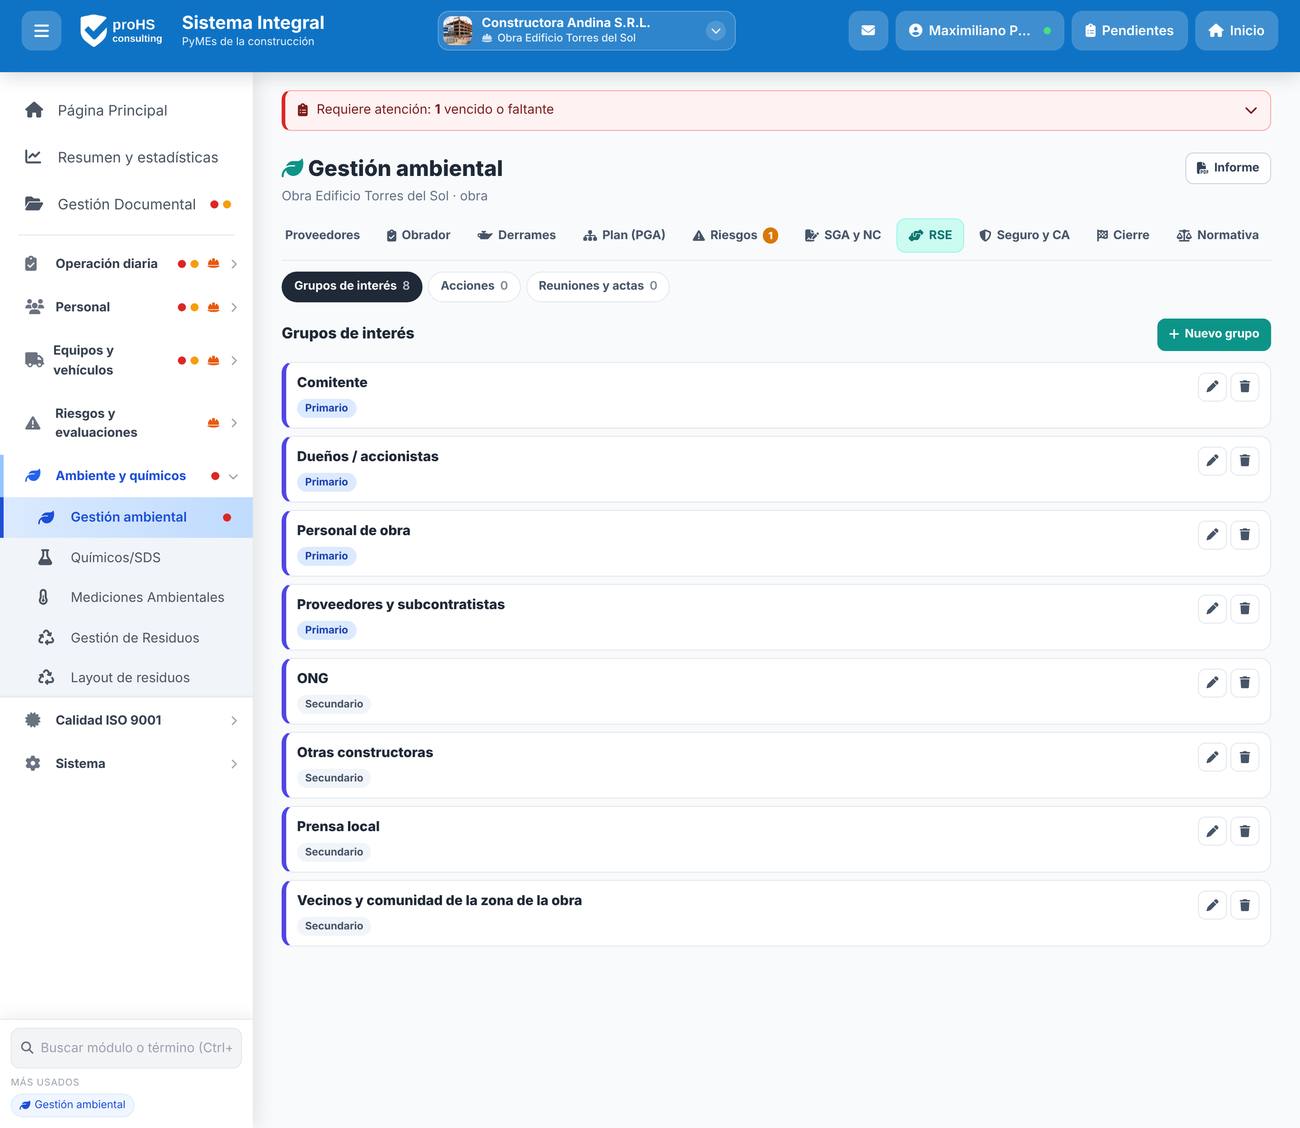 proHS
consulting
Sistema Integral
PyMEs de la construcción
Constructora Andina S.R.L.
Obra Edificio Torres del Sol
Maximiliano P...
Pendientes
Inicio
Página Principal
Resumen y estadísticas
Gestión Documental
Operación diaria
Personal
Equipos y
vehículos
Riesgos y
evaluaciones
Ambiente y químicos
Gestión ambiental
Químicos/SDS
Mediciones Ambientales
Gestión de Residuos
Layout de residuos
Calidad ISO 9001
Sistema
Buscar módulo o término (Ctrl+
MÁS USADOS
Gestión ambiental
Requiere atención: 1 vencido o faltante
Gestión ambiental
Informe
Obra Edificio Torres del Sol · obra
Proveedores
Obrador
Derrames
Plan (PGA)
Riesgos 1
SGA y NC
RSE
Seguro y CA
Cierre
Normativa
Grupos de interés 8
Acciones 0
Reuniones y actas 0
Grupos de interés
+ Nuevo grupo
Comitente
Primario
Dueños / accionistas
Primario
Personal de obra
Primario
Proveedores y subcontratistas
Primario
ONG
Secundario
Otras constructoras
Secundario
Prensa local
Secundario
Vecinos y comunidad de la zona de la obra
Secundario